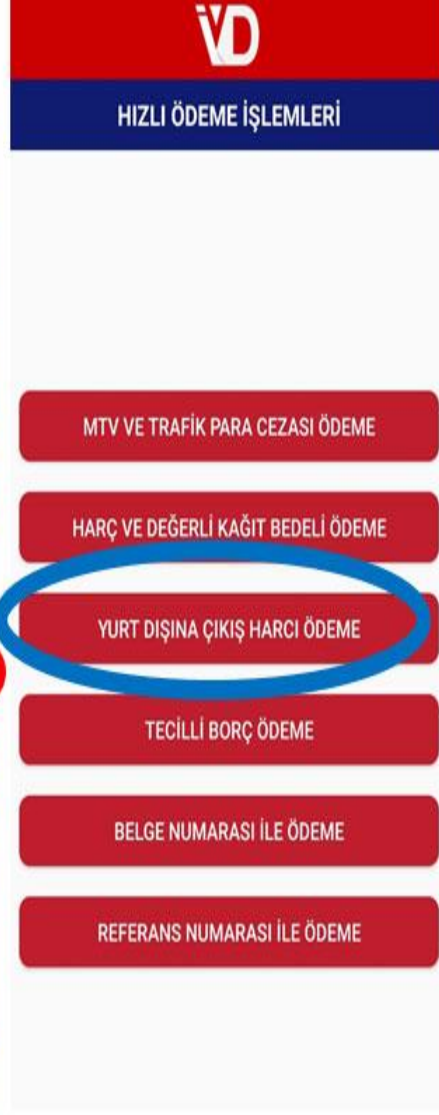 İVD
HIZLI ÖDEME İŞLEMLERİ
MTV VE TRAFİK PARA CEZASI ÖDEME
HARÇ VE DEĞERLİ KAĞIT BEDELİ ÖDEME
YURT DIŞINA ÇIKIŞ HARCI ÖDEME
TECİLLİ BORÇ ÖDEME
BELGE NUMARASI İLE ÖDEME
REFERANS NUMARASI İLE ÖDEME